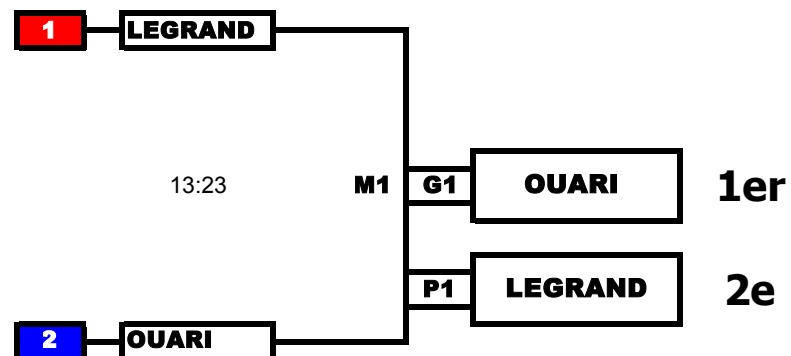 1 LEGRAND
13:23 M1 G1 OUARI 1er
P1 LEGRAND 2e
2 OUARI